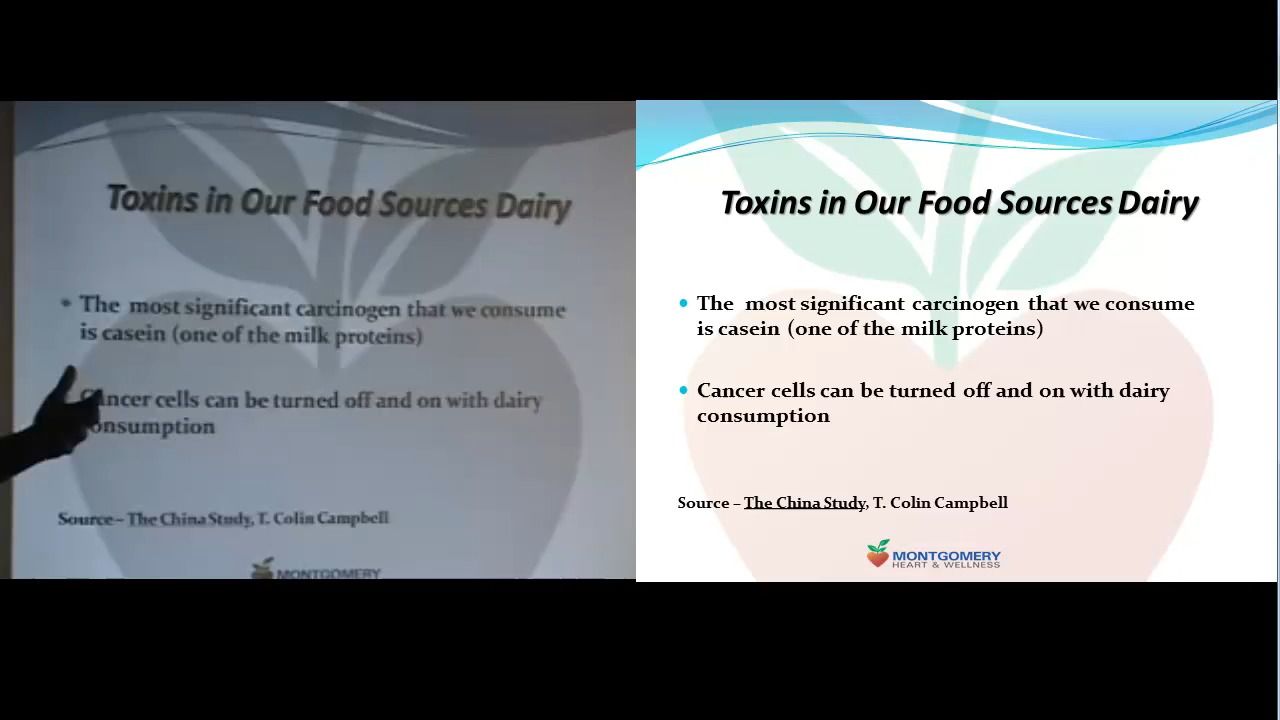 Toxins in Our Food Sources Dairy
• The most significant carcinogen that we consume
is casein (one of the milk proteins)
ancer cells can be turned off and on with dairy
onsumption
Source – The China Study, T. Colin Campbell
MONTGOMERY
Toxins in Our Food Sources Dairy
• The most significant carcinogen that we consume
is casein (one of the milk proteins)
• Cancer cells can be turned off and on with dairy
consumption
Source – The China Study, T. Colin Campbell
MONTGOMERY
HEART & WELLNESS